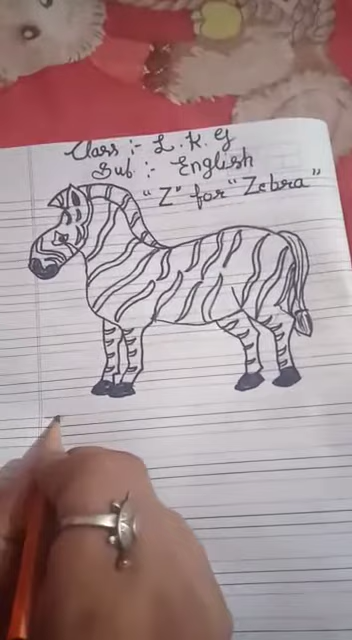 Class :- L.K.G
Sub :- English
"Z" for "Zebra"